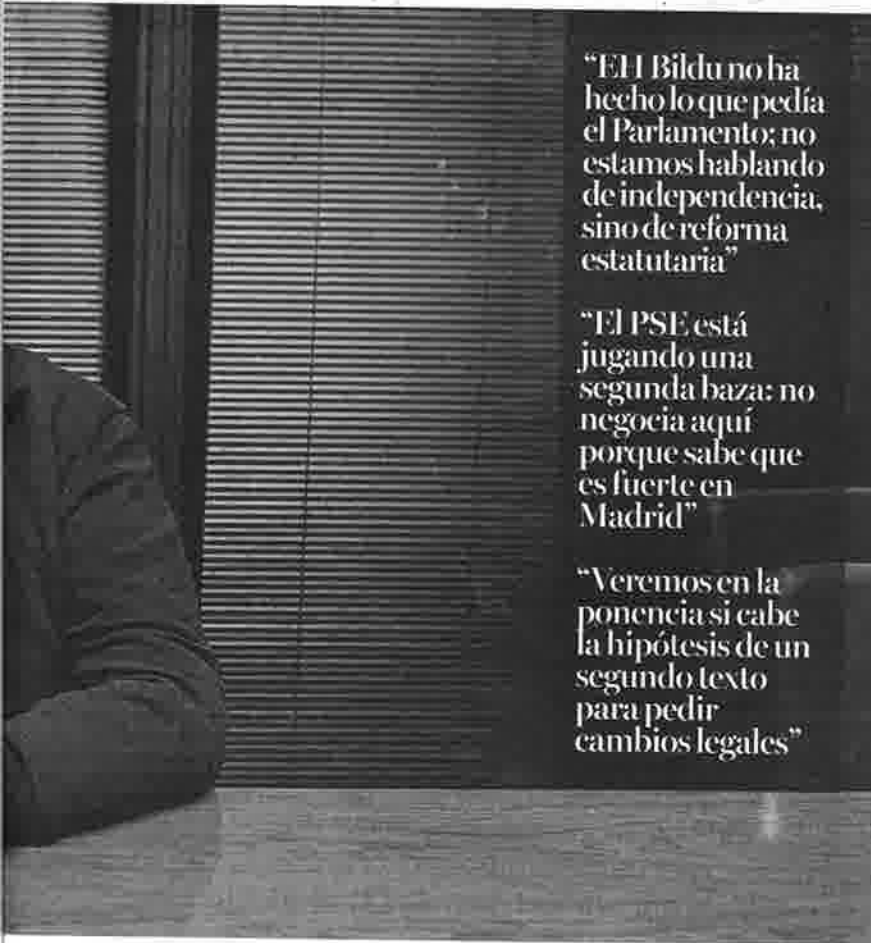 “EH Bildu no ha
hecho lo que pedía
el Parlamento; no
estamos hablando
de independencia,
sino de reforma
estatutaria”
“El PSE está
jugando una
segunda baza: no
negocia aquí
porque sabe que
es fuerte en
Madrid”
“Veremos en la
ponencia si cabe
la hipótesis de un
segundo texto
para pedir
cambios legales”